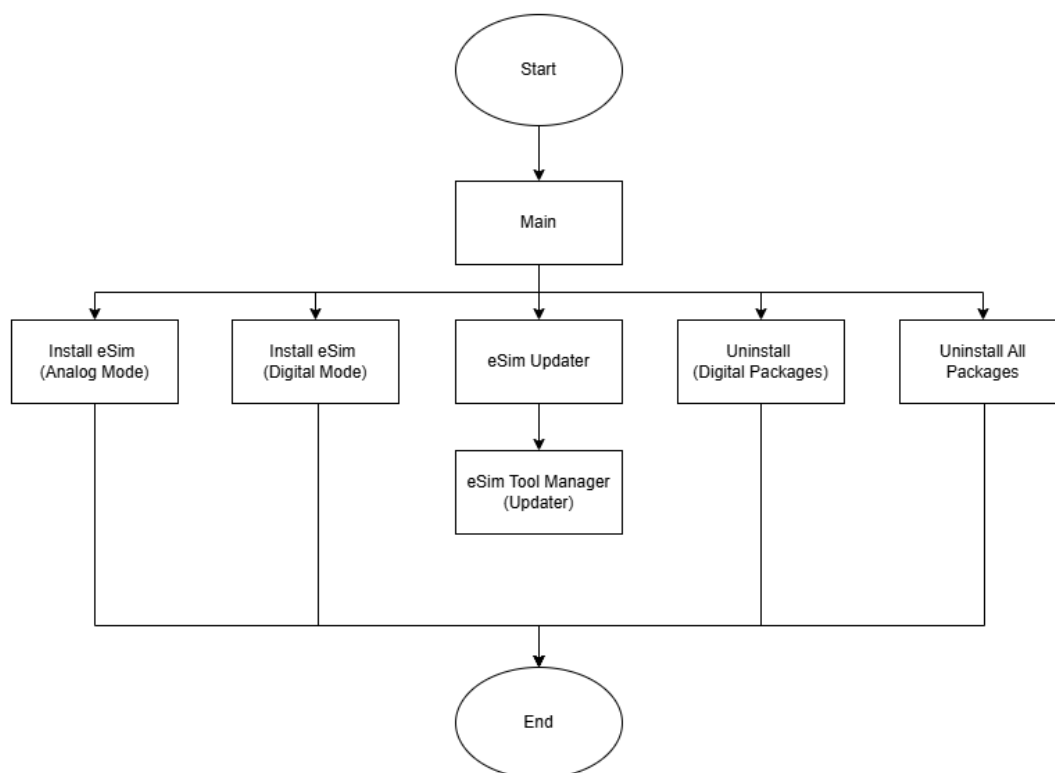 Start
Main
Install eSim
(Analog Mode)
Install eSim
(Digital Mode)
eSim Updater
Uninstall
(Digital Packages)
Uninstall All
Packages
eSim Tool Manager
(Updater)
End